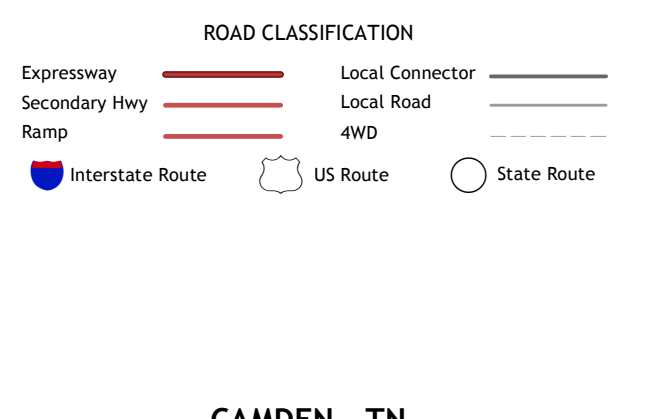 ROAD CLASSIFICATION
Expressway
Local Connector
Secondary Hwy
Local Road
Ramp
4WD
Interstate Route
US Route
State Route
CAMDEN, TN